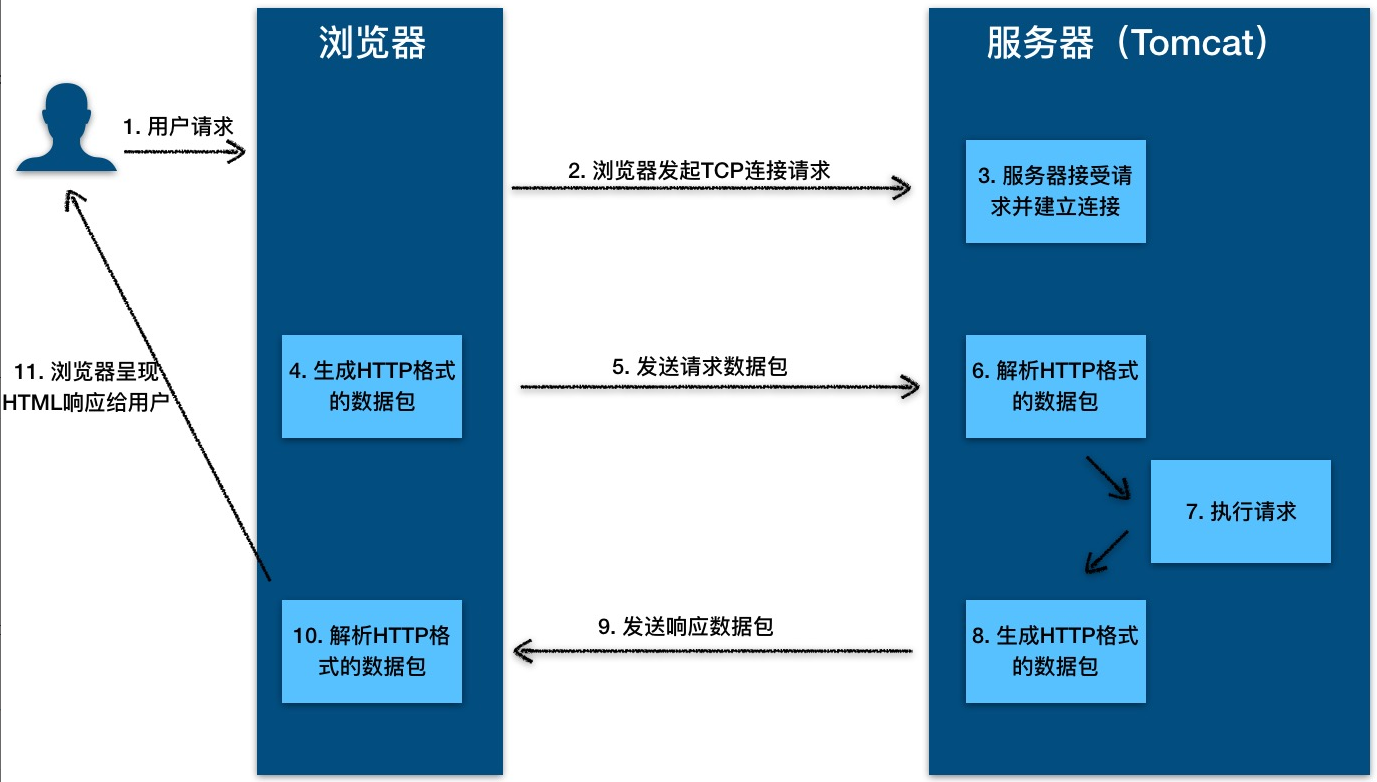 浏览器
服务器（Tomcat）
1. 用户请求
2. 浏览器发起TCP连接请求
3. 服务器接受请
求并建立连接
4. 生成HTTP格式
的数据包
5. 发送请求数据包
6. 解析HTTP格式
的数据包
7. 执行请求
8. 生成HTTP格式
的数据包
9. 发送响应数据包
10. 解析HTTP格
式的数据包
11. 浏览器呈现
HTML响应给用户